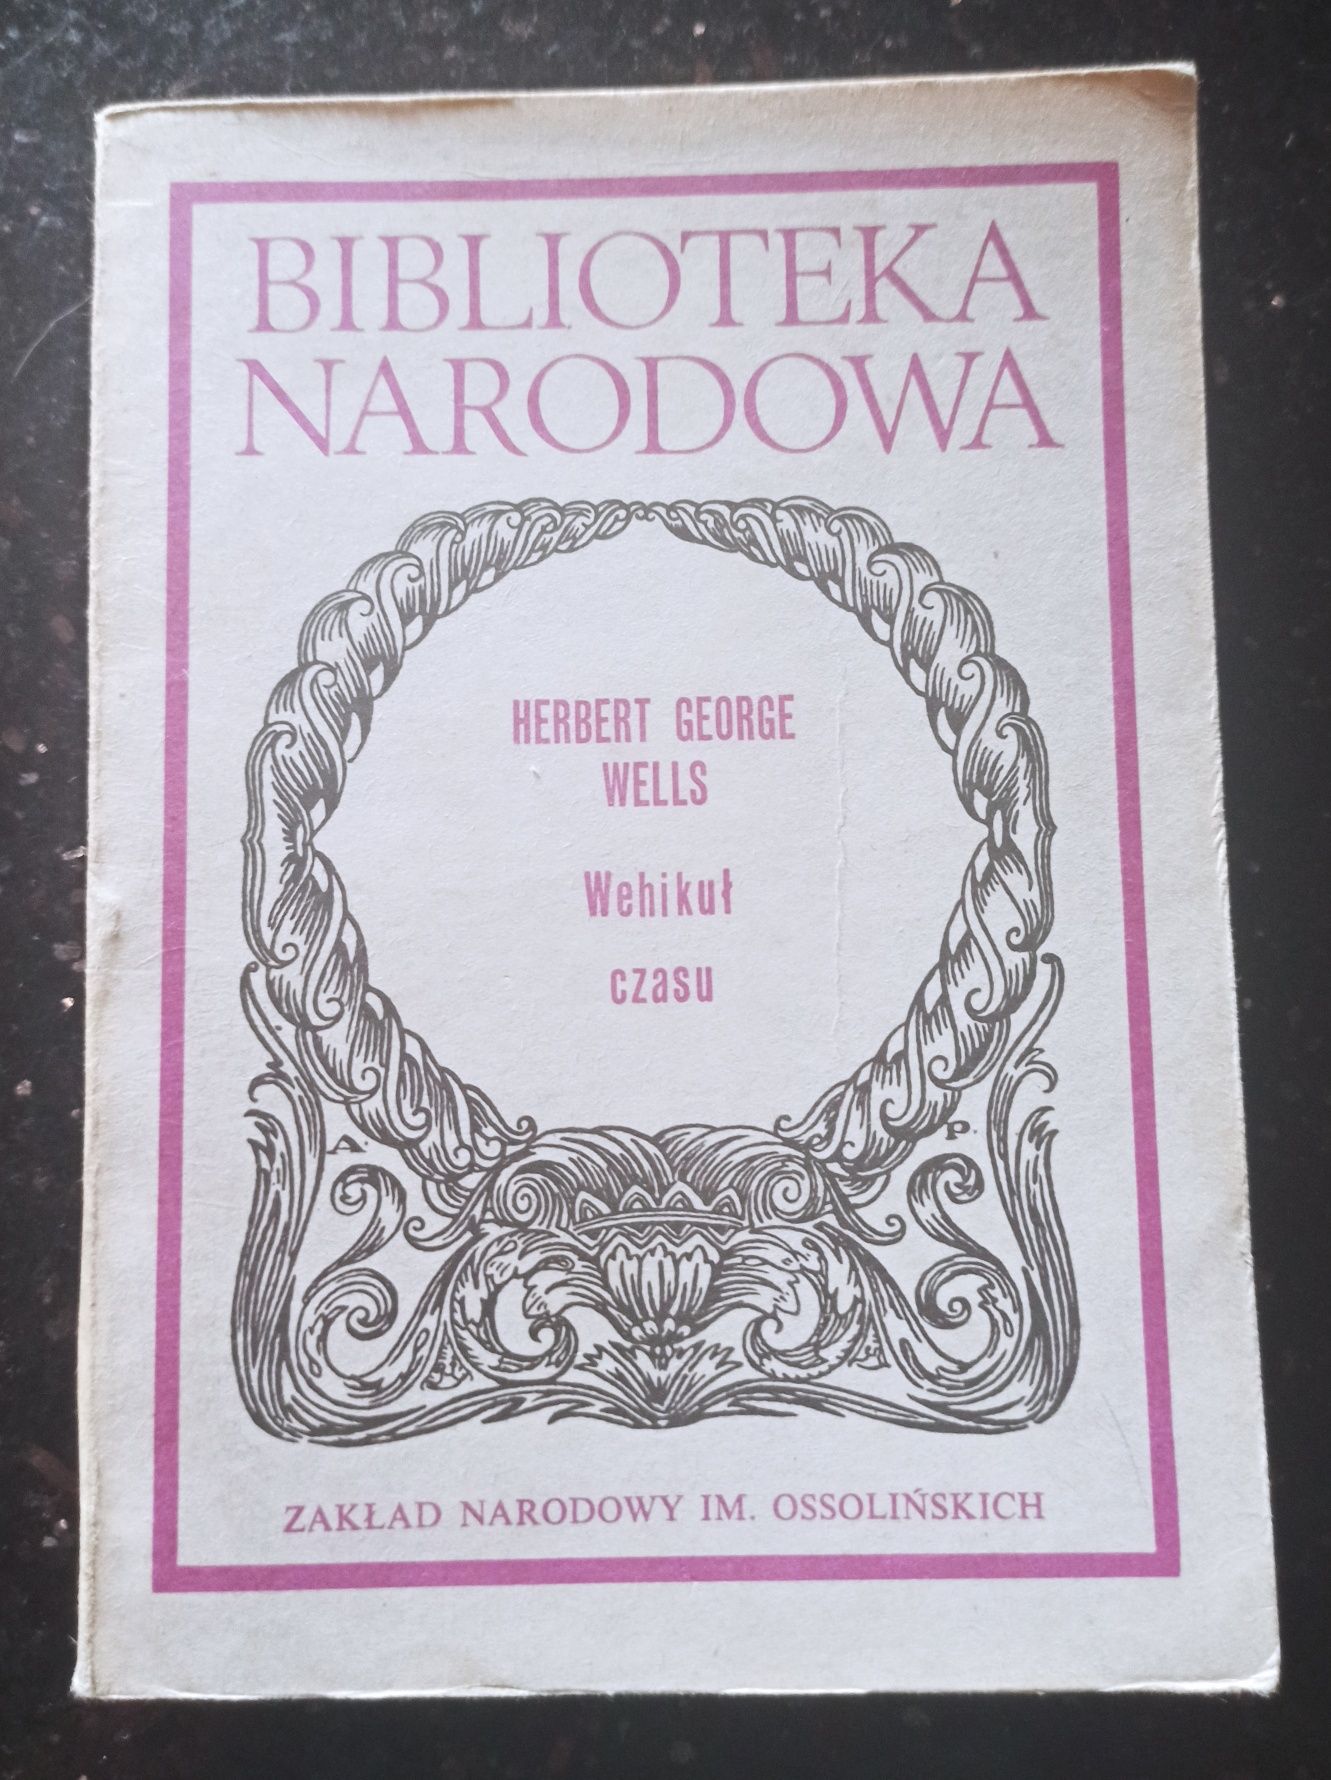 BIBLIOTEKA
NARODOWA
HERBERT GEORGE
WELLS
Wehikuł
czasu
A. P.
ZAKŁAD NARODOWY IM. OSSOLIŃSKICH